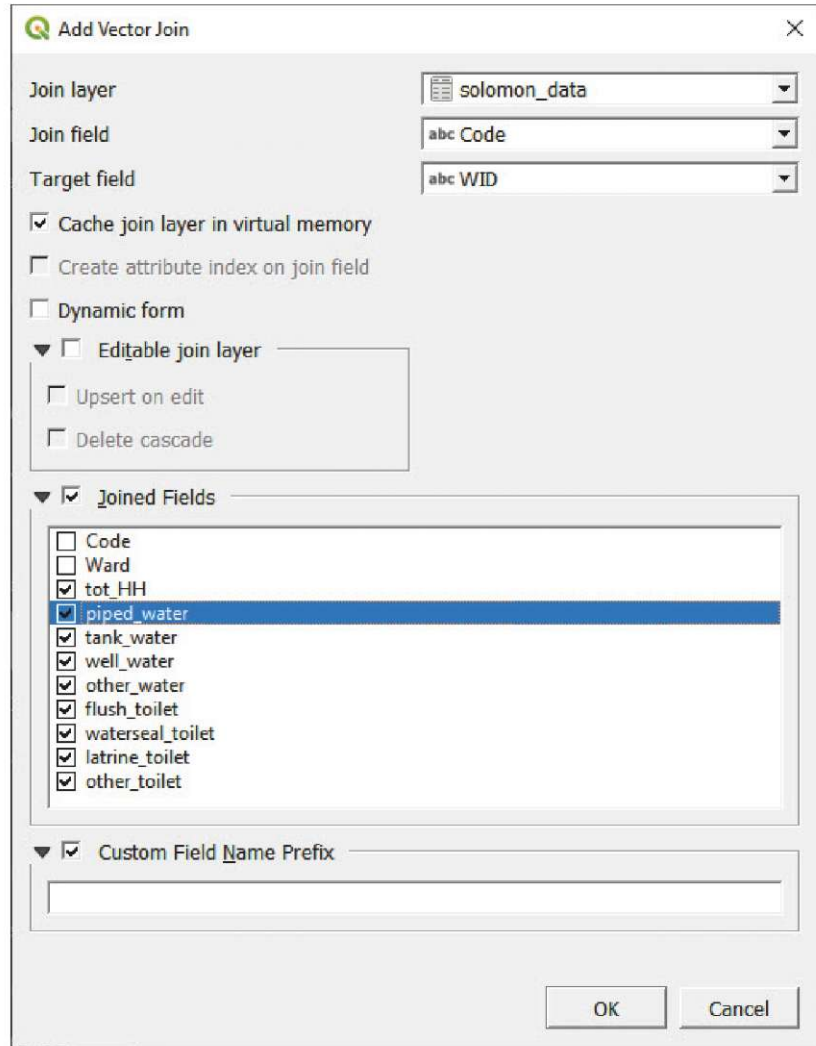 Add Vector Join
Join layer solomon_data
Join field abc Code
Target field abc WID
Cache join layer in virtual memory
Create attribute index on join field
Dynamic form
Editable join layer
Upsert on edit
Delete cascade
Joined Fields
Code
Ward
tot_HH
piped_water
tank_water
well_water
other_water
flush_toilet
waterseal_toilet
latrine_toilet
other_toilet
Custom Field Name Prefix
OK Cancel